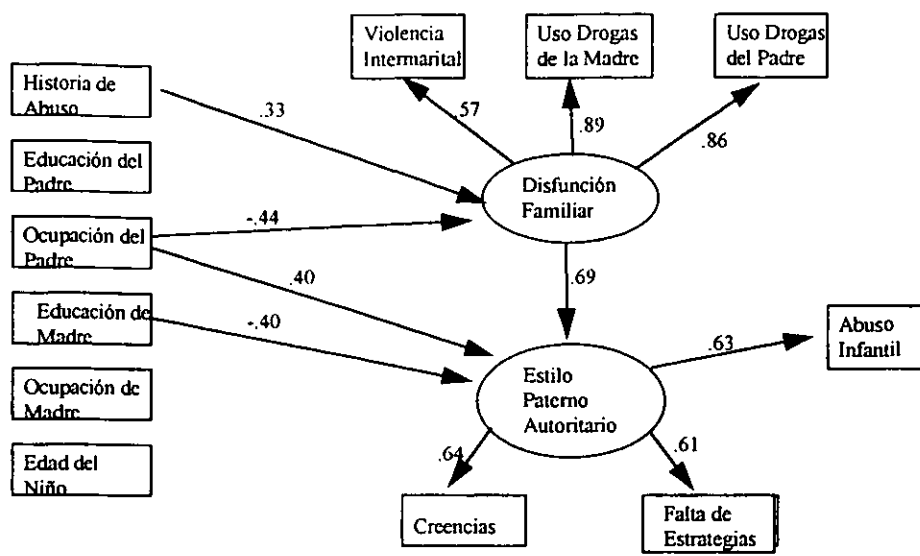 Violencia
Intermarital
Uso Drogas
de la Madre
Uso Drogas
del Padre
Historia de
Abuso
.33
.57
.89
.86
Educación del
Padre
Disfunción
Familiar
Ocupación del
Padre
-.44
.40
.69
Educación de
Madre
-.40
.63
Abuso
Infantil
Ocupación de
Madre
Estilo
Paterno
Autoritario
.64
.61
Edad del
Niño
Creencias
Falta de
Estrategias